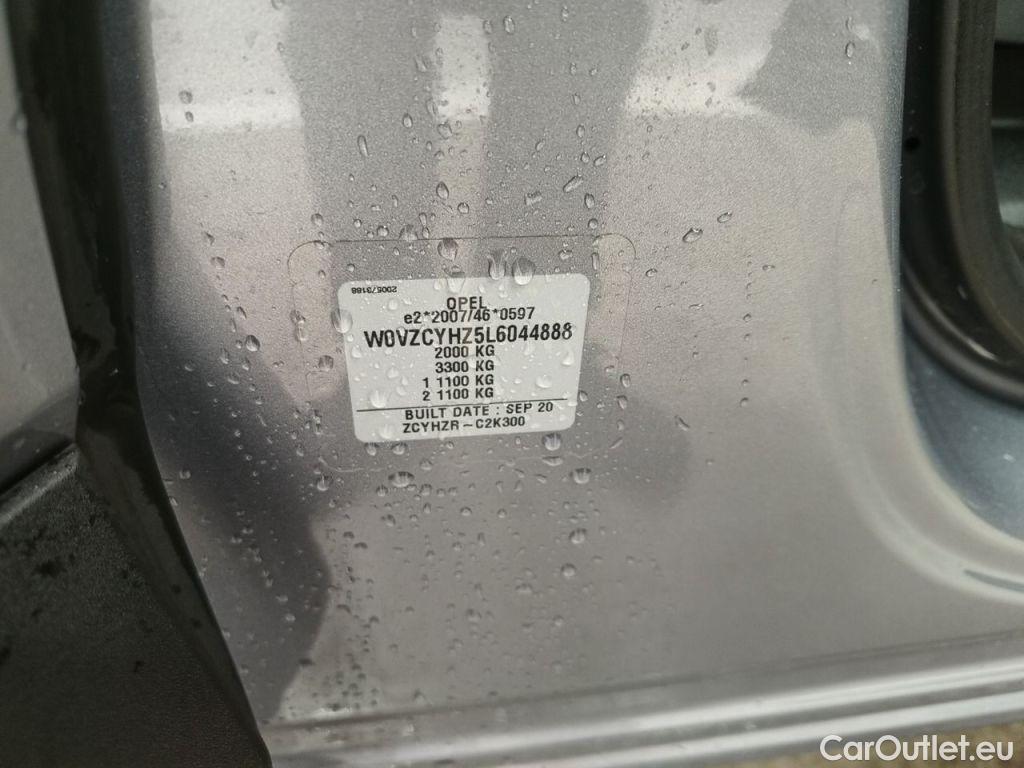 200573188
OPEL
e2*2007/46*0597
W0VZCYHZ5L6044888
2000 KG
3300 KG
1 1100 KG
2 1100 KG
BUILT DATE : SEP 20
ZCYHZR ~ C2K300
CarOutlet.eu